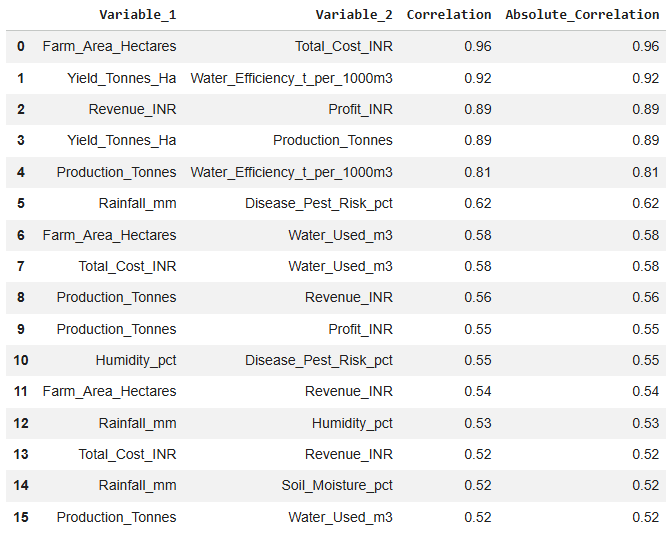 Variable_1 Variable_2 Correlation Absolute_Correlation
0 Farm_Area_Hectares Total_Cost_INR 0.96 0.96
1 Yield_Tonnes_Ha Water_Efficiency_t_per_1000m3 0.92 0.92
2 Revenue_INR Profit_INR 0.89 0.89
3 Yield_Tonnes_Ha Production_Tonnes 0.89 0.89
4 Production_Tonnes Water_Efficiency_t_per_1000m3 0.81 0.81
5 Rainfall_mm Disease_Pest_Risk_pct 0.62 0.62
6 Farm_Area_Hectares Water_Used_m3 0.58 0.58
7 Total_Cost_INR Water_Used_m3 0.58 0.58
8 Production_Tonnes Revenue_INR 0.56 0.56
9 Production_Tonnes Profit_INR 0.55 0.55
10 Humidity_pct Disease_Pest_Risk_pct 0.55 0.55
11 Farm_Area_Hectares Revenue_INR 0.54 0.54
12 Rainfall_mm Humidity_pct 0.53 0.53
13 Total_Cost_INR Revenue_INR 0.52 0.52
14 Rainfall_mm Soil_Moisture_pct 0.52 0.52
15 Production_Tonnes Water_Used_m3 0.52 0.52